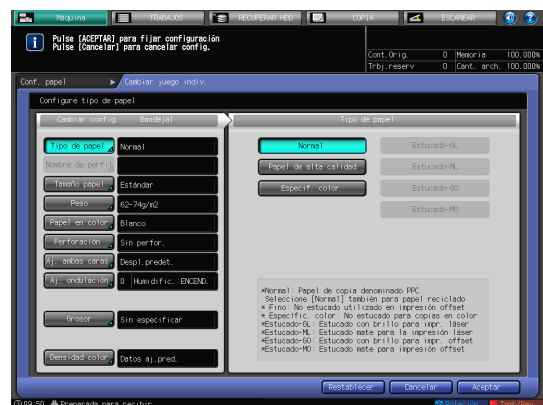 Máquina TRABAJOS RECUPERAR HDD COPIA ESCANEAR
Pulse [ACEPTAR] para fijar configuración
Pulse [Cancelar] para cancelar config.
Cont.Orig. 0 Memoria 100.000%
Trbj.reserv 0 Cant. arch. 100.000%
Conf. papel Cambiar juego indiv.
Configure tipo de papel
Cambiar config. Bandeja1 Tipo de papel
Tipo de papel Normal
Nombre de perfil
Tamaño papel Estándar
Peso 62-74g/m2
Papel en color Blanco
Perforación Sin perfor.
Aj. ambas caras Despl.predet.
Aj. ondulación 0 Humidific. :ENCEND.
Grosor Sin especificar
Densidad color Datos aj.pred.
Normal Estucado-GL
Papel de alta calidad Estucado-ML
Especif. color Estucado-GO
Estucado-MO
*Normal: Papel de copia denominado PPC
Seleccione [Normal] también para papel reciclado
* Fino: No estucado utilizado en impresión offset
* Especific. color: No estucado para copias en color
*Estucado-GL: Estucado con brillo para impr. láser
*Estucado-ML: Estucado mate para la impresión láser
*Estucado-GO: Estucado con brillo para impr. offset
*Estucado-MO: Estucado mate para impresión offset
Restablecer Cancelar Aceptar
09:50 Preparada para recibir Rotación Temb/Pau